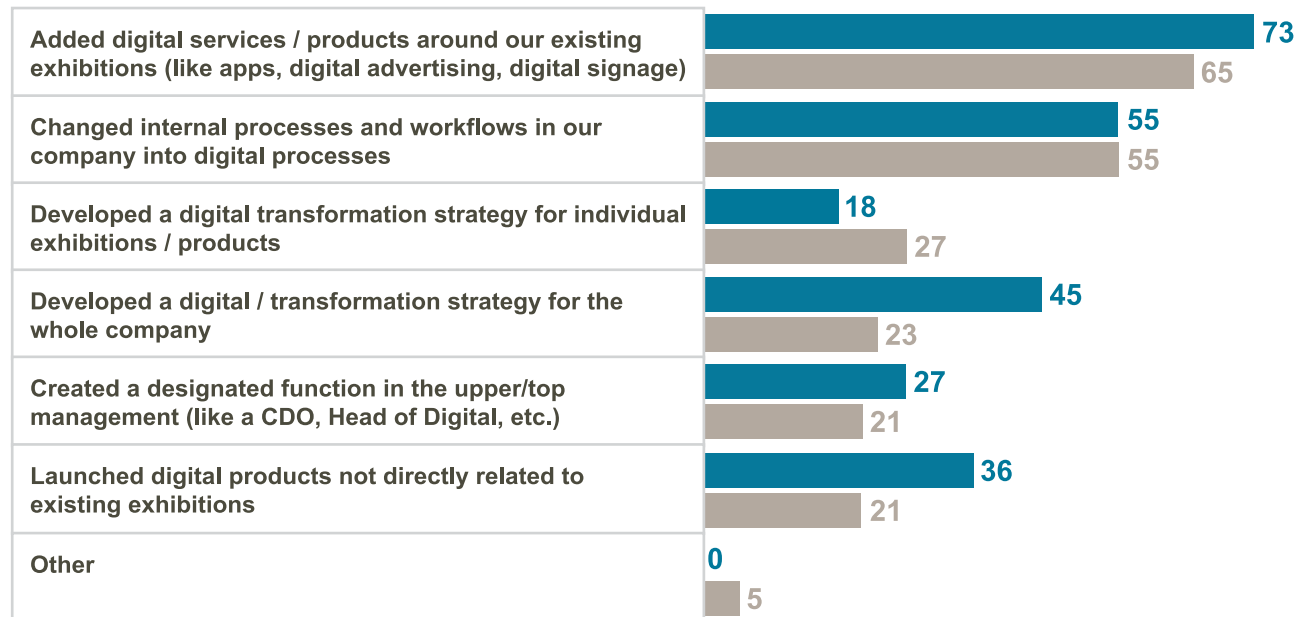 Added digital services / products around our existing
exhibitions (like apps, digital advertising, digital signage)
73
65
Changed internal processes and workflows in our
company into digital processes
55
55
Developed a digital transformation strategy for individual
exhibitions / products
18
27
Developed a digital / transformation strategy for the
whole company
45
23
Created a designated function in the upper/top
management (like a CDO, Head of Digital, etc.)
27
21
Launched digital products not directly related to
existing exhibitions
36
21
Other
0
5